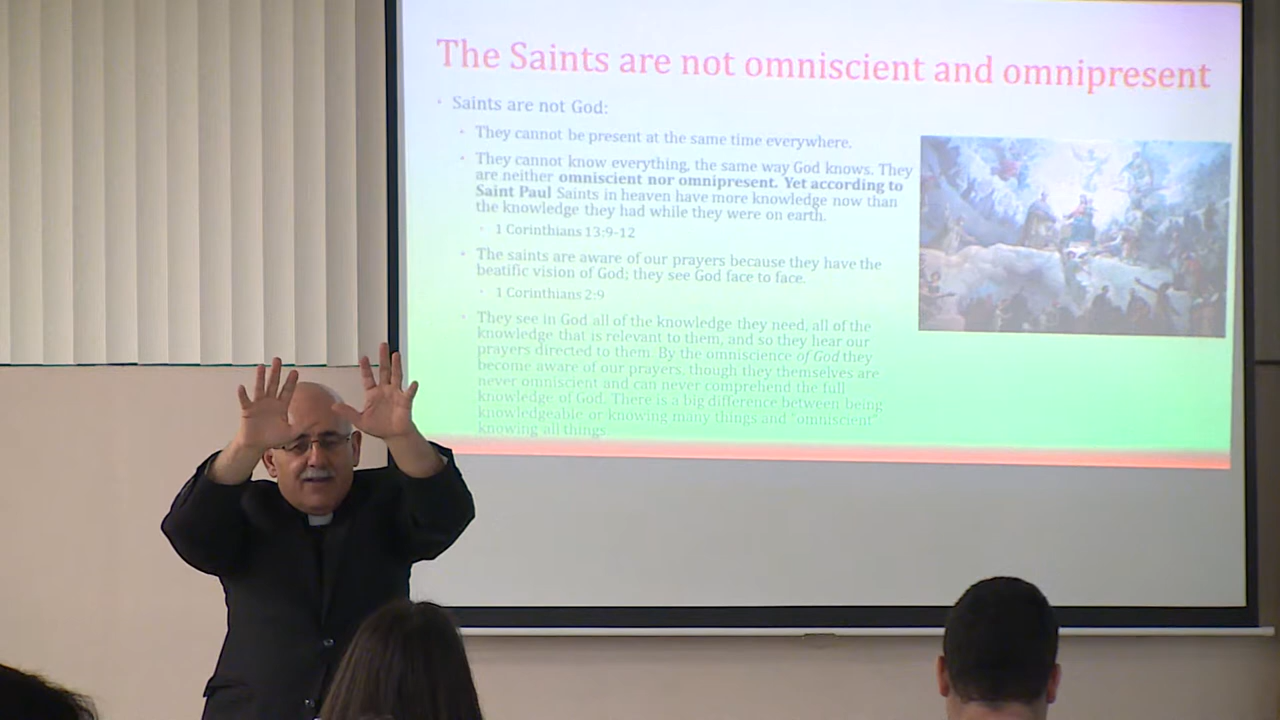 The Saints are not omniscient and omnipresent
• Saints are not God:
• They cannot be present at the same time everywhere.
• They cannot know everything, the same way God knows. They
are neither omniscient nor omnipresent. Yet according to
Saint Paul Saints in heaven have more knowledge now than
the knowledge they had while they were on earth.
• 1 Corinthians 13:9-12
• The saints are aware of our prayers because they have the
beatific vision of God; they see God face to face.
• 1 Corinthians 2:9
• They see in God all of the knowledge they need, all of the
knowledge that is relevant to them, and so they hear our
prayers directed to them. By the omniscience of God they
become aware of our prayers, though they themselves are
never omniscient and can never comprehend the full
knowledge of God. There is a big difference between being
knowledgeable or knowing many things and "omniscient"
knowing all things.